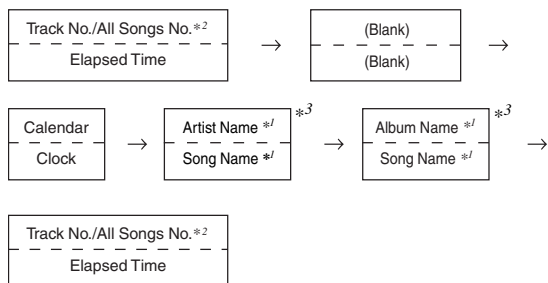 Track No./All Songs No.*2
Elapsed Time
→
(Blank)
(Blank)
→
Calendar
Clock
→
Artist Name *1
Song Name *1
*3
→
Album Name *1
Song Name *1
*3
→
Track No./All Songs No.*2
Elapsed Time